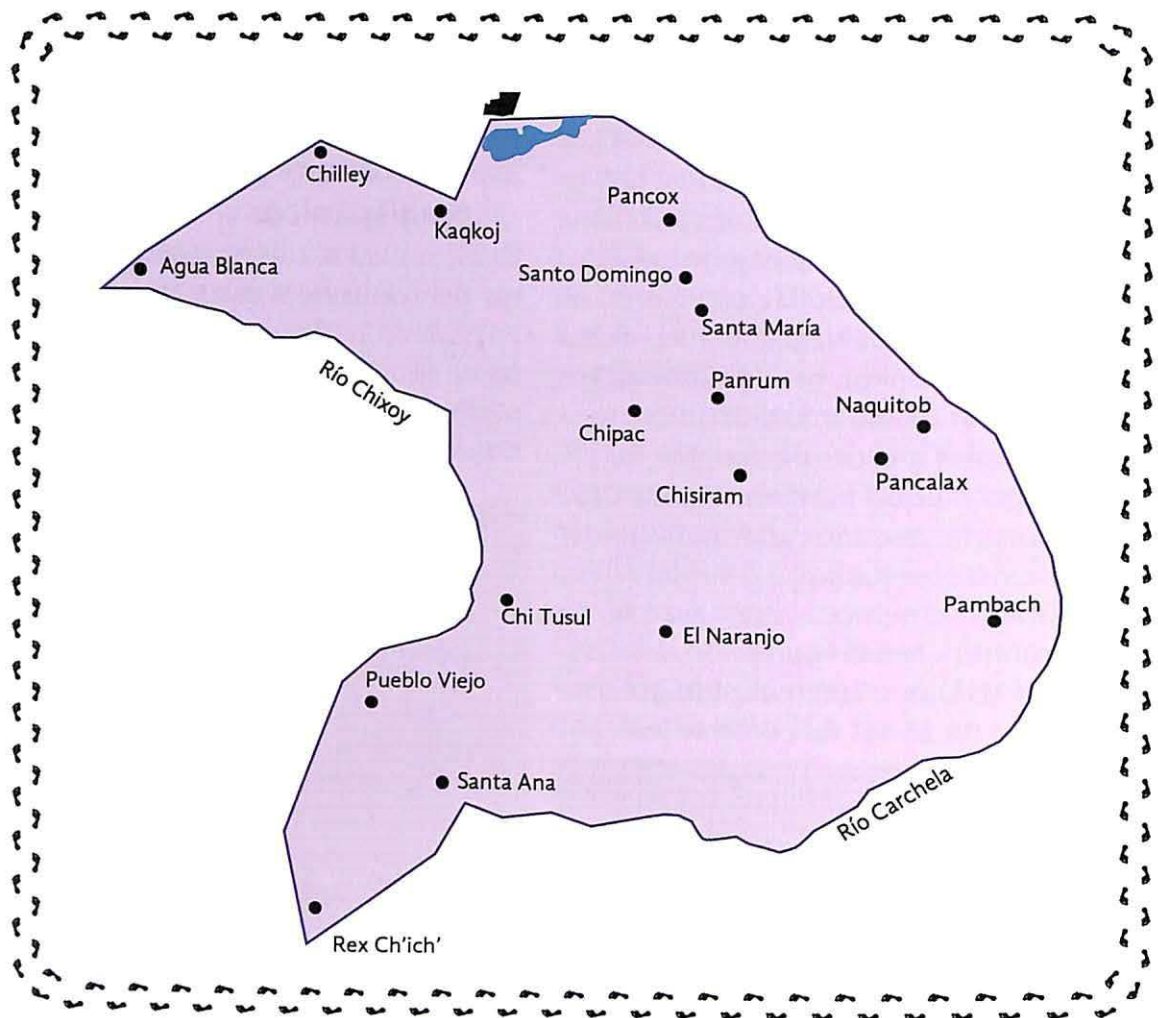 Chilley
Pancox
Kaqkoj
Agua Blanca
Santo Domingo
Santa María
Río Chixoy
Panrum
Naquitob
Chipac
Pancalax
Chisiram
Pambach
Chi Tusul
El Naranjo
Pueblo Viejo
Santa Ana
Río Carchela
Rex Ch'ich'